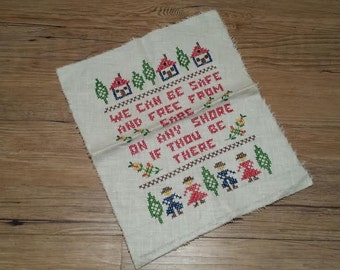 WE CAN BE SAFE
AND FREE FROM
CARE
ON ANY SHORE
IF THOU BE
THERE